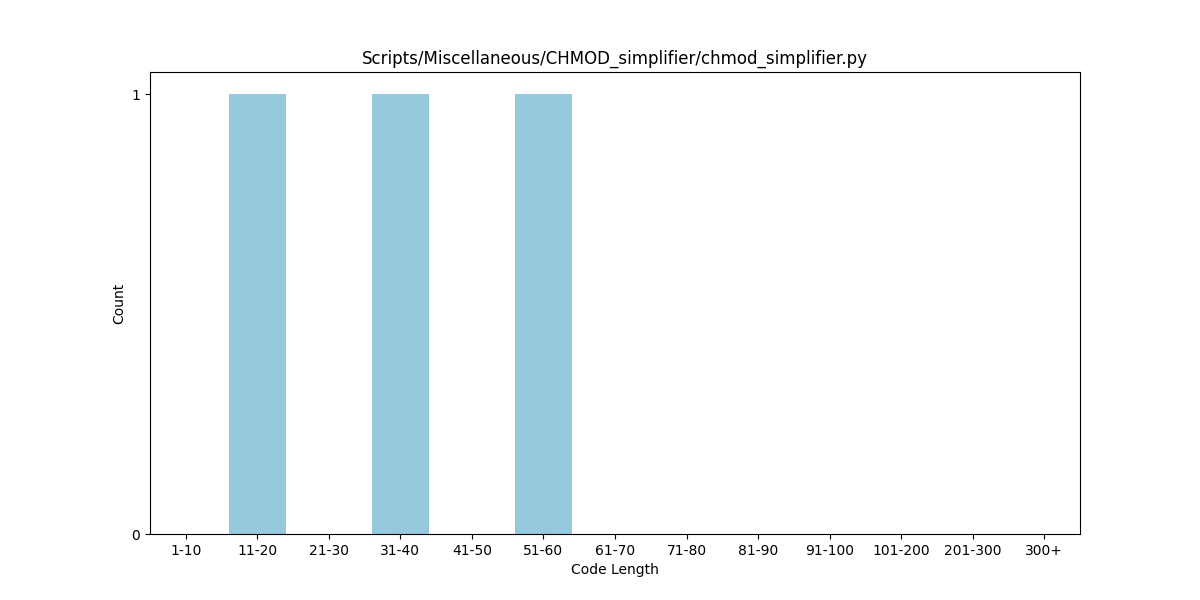 Scripts/Miscellaneous/CHMOD_simplifier/chmod_simplifier.py
1
Count
0
1-10 11-20 21-30 31-40 41-50 51-60 61-70 71-80 81-90 91-100 101-200 201-300 300+
Code Length